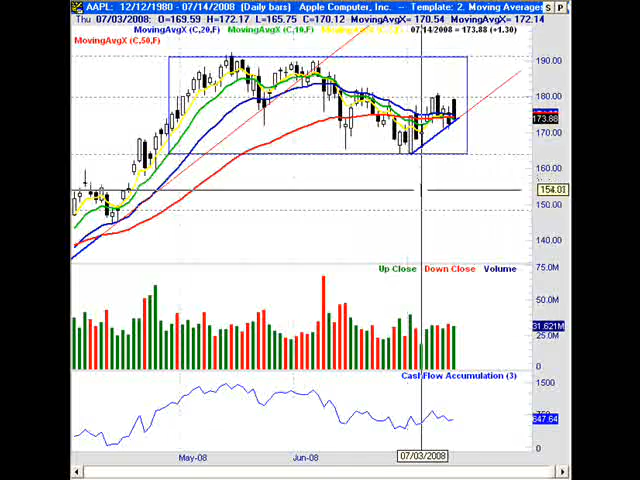 AAPL: 12/12/1980 - 07/14/2008 (Daily bars) Apple Computer, Inc. -- Template: 2. Moving Averages S P
Thu 07/03/2008 O=169.59 H=172.17 L=165.75 C=170.12 MovingAvgX= 170.54 MovingAvgX= 172.14
MovingAvgX (C,20,F) MovingAvgX (C,10,F) 07/14/2008 = 173.88 (+1.30)
MovingAvgX (C,50,F)
190.00
180.00
173.88
170.00
160.00
154.01
150.00
140.00
Up Close Down Close Volume 75.0M
50.0M
31.621M
25.0M
0
Cash Flow Accumulation (3)
1500
647.64
0
May-08 Jun-08 07/03/2008